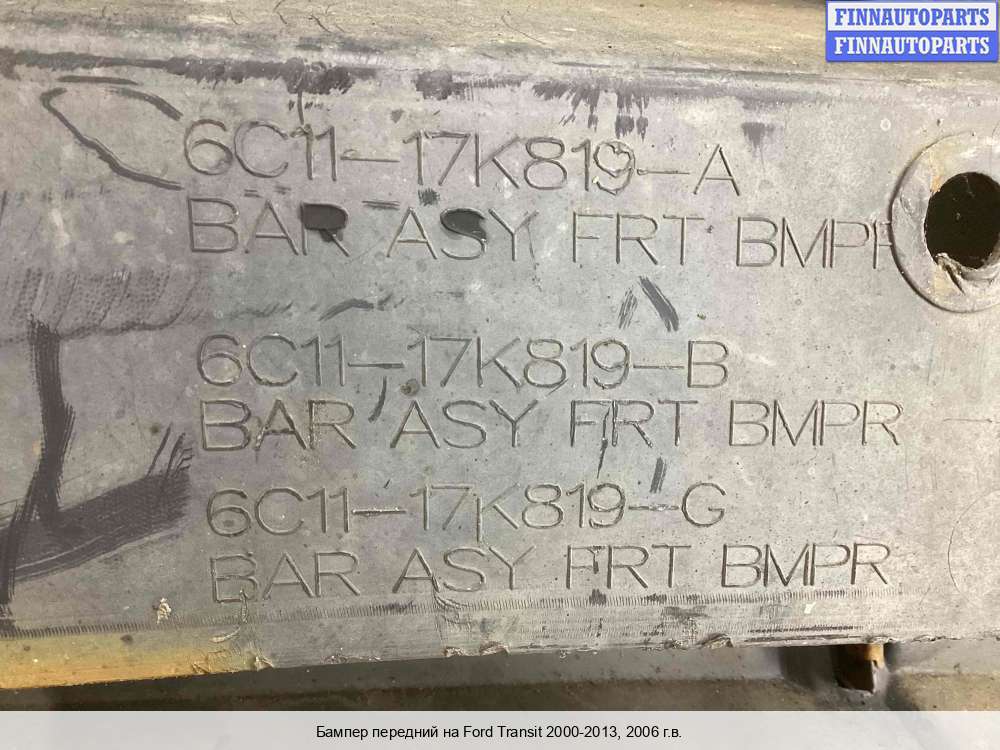 FINNAUTOPARTS
FINNAUTOPARTS
6C11-17K819-A
BAR ASY FRT BMPR
6C11-17K819-B
BAR ASY FRT BMPR
6C11-17K819-G
BAR ASY FRT BMPR
Бампер передний на Ford Transit 2000-2013, 2006 г.в.